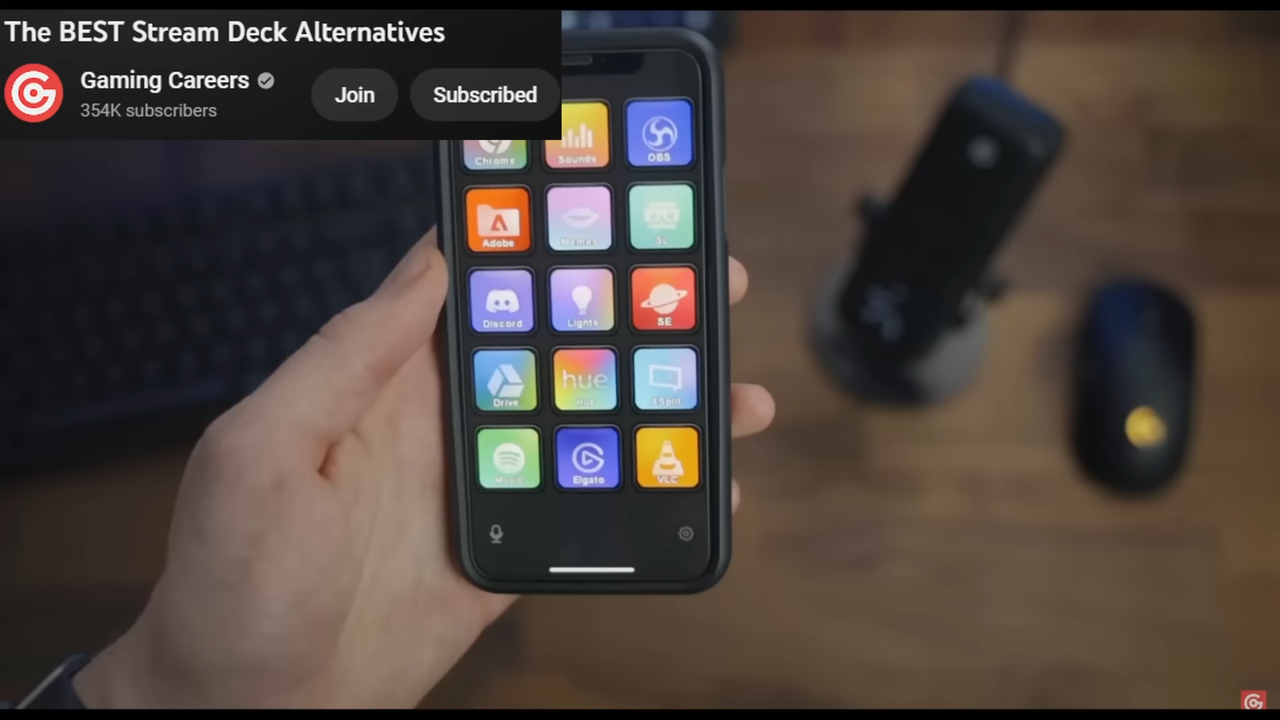 The BEST Stream Deck Alternatives
Gaming Careers
354K subscribers
Join
Subscribed
Chrome
Sounds
OBS
Adobe
Memes
SL
Discord
Lights
SE
Drive
hue
Hue
XSplit
Music
Elgato
VLC